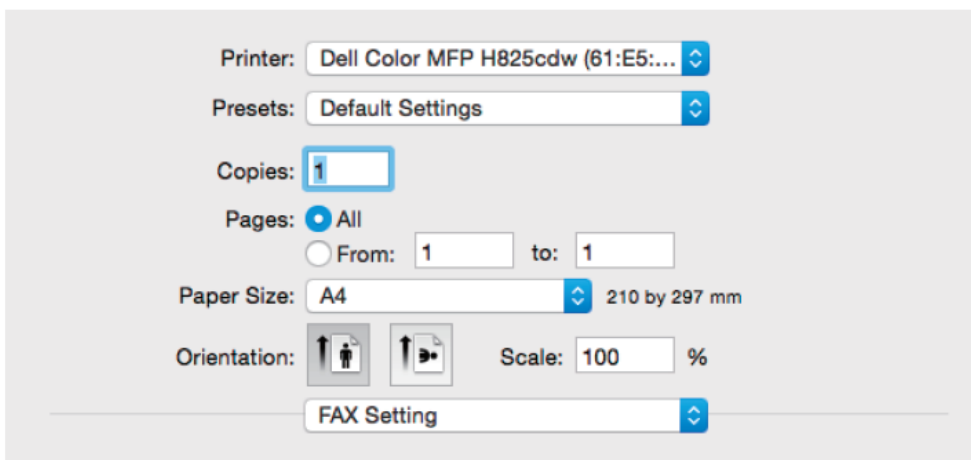 Printer: Dell Color MFP H825cdw (61:E5:...
Presets: Default Settings
Copies: 1
Pages: All
From: 1 to: 1
Paper Size: A4 210 by 297 mm
Orientation: Scale: 100 %
FAX Setting